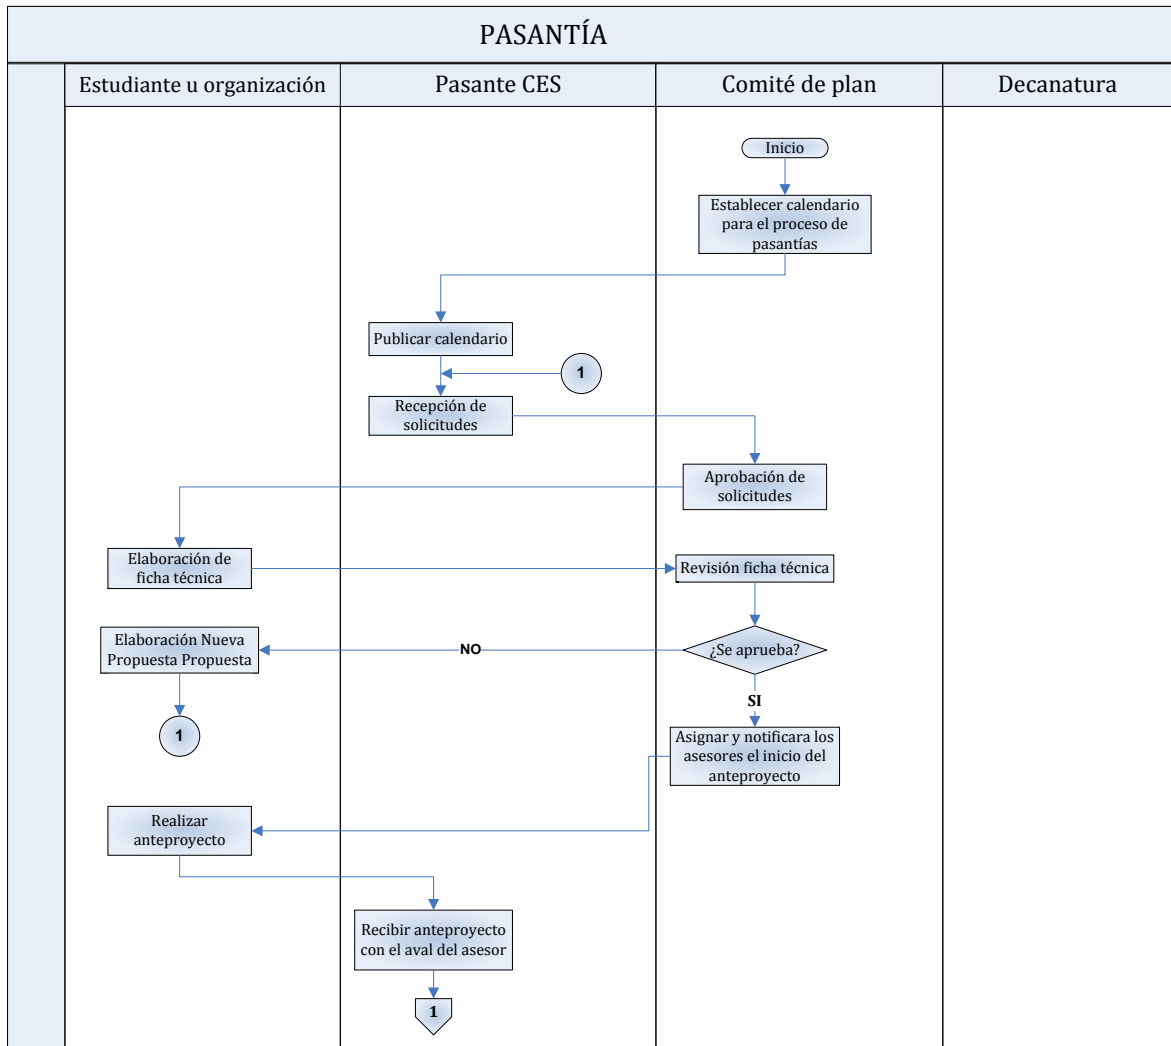 PASANTÍA
Estudiante u organización
Pasante CES
Comité de plan
Decanatura
Inicio
Establecer calendario
para el proceso de
pasantías
Publicar calendario
1
Recepción de
solicitudes
Aprobación de
solicitudes
Elaboración de
ficha técnica
Revisión ficha técnica
Elaboración Nueva
Propuesta Propuesta
NO
¿Se aprueba?
SI
1
Asignar y notificara los
asesores el inicio del
anteproyecto
Realizar
anteproyecto
Recibir anteproyecto
con el aval del asesor
1